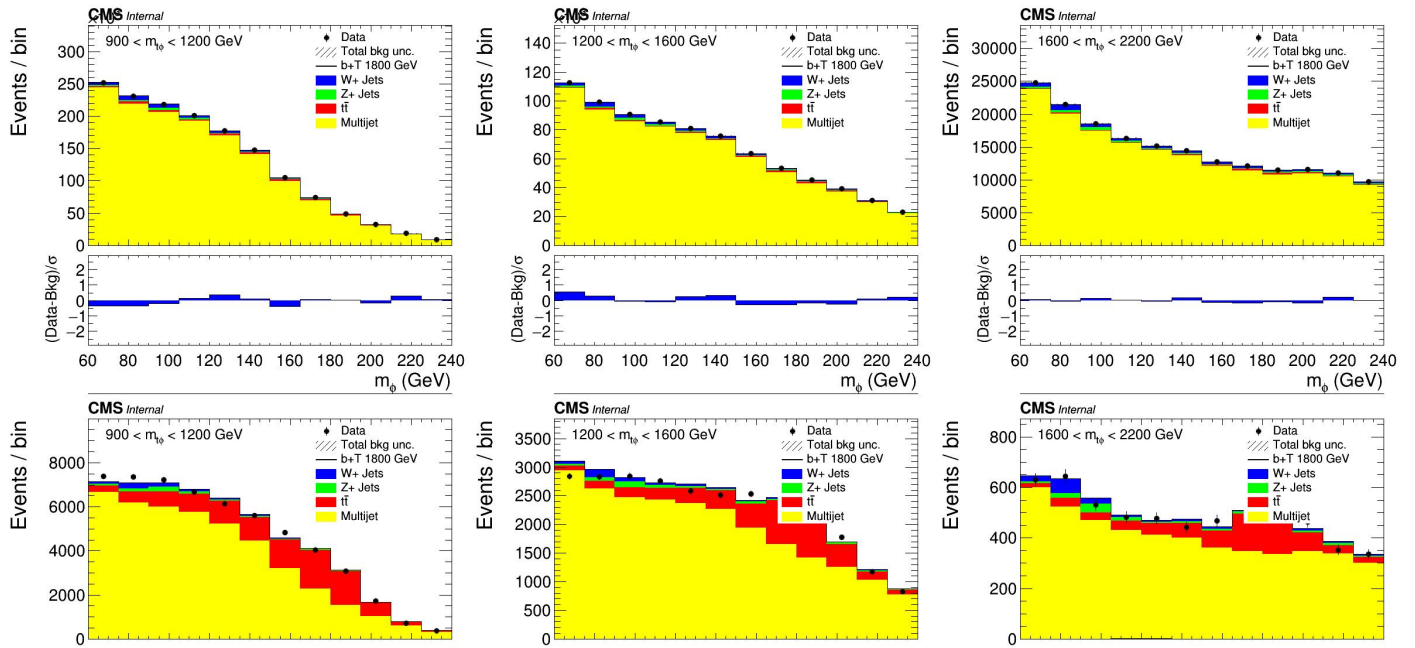 CMS Internal
900 < m_tϕ < 1200 GeV
Data
Total bkg unc.
b+T 1800 GeV
W+ Jets
Z+ Jets
tt̄
Multijet
Events / bin
300
250
200
150
100
50
0
(Data-Bkg)/σ
2
1
0
−1
−2
60 80 100 120 140 160 180 200 220 240
m_ϕ (GeV)
CMS Internal
1200 < m_tϕ < 1600 GeV
Data
Total bkg unc.
b+T 1800 GeV
W+ Jets
Z+ Jets
tt̄
Multijet
Events / bin
140
120
100
80
60
40
20
0
(Data-Bkg)/σ
2
1
0
−1
−2
60 80 100 120 140 160 180 200 220 240
m_ϕ (GeV)
CMS Internal
1600 < m_tϕ < 2200 GeV
Data
Total bkg unc.
b+T 1800 GeV
W+ Jets
Z+ Jets
tt̄
Multijet
Events / bin
30000
25000
20000
15000
10000
5000
0
(Data-Bkg)/σ
2
1
0
−1
−2
60 80 100 120 140 160 180 200 220 240
m_ϕ (GeV)
CMS Internal
900 < m_tϕ < 1200 GeV
Data
Total bkg unc.
b+T 1800 GeV
W+ Jets
Z+ Jets
tt̄
Multijet
Events / bin
8000
6000
4000
2000
0
CMS Internal
1200 < m_tϕ < 1600 GeV
Data
Total bkg unc.
b+T 1800 GeV
W+ Jets
Z+ Jets
tt̄
Multijet
Events / bin
3500
3000
2500
2000
1500
1000
500
0
CMS Internal
1600 < m_tϕ < 2200 GeV
Data
Total bkg unc.
b+T 1800 GeV
W+ Jets
Z+ Jets
tt̄
Multijet
Events / bin
800
600
400
200
0